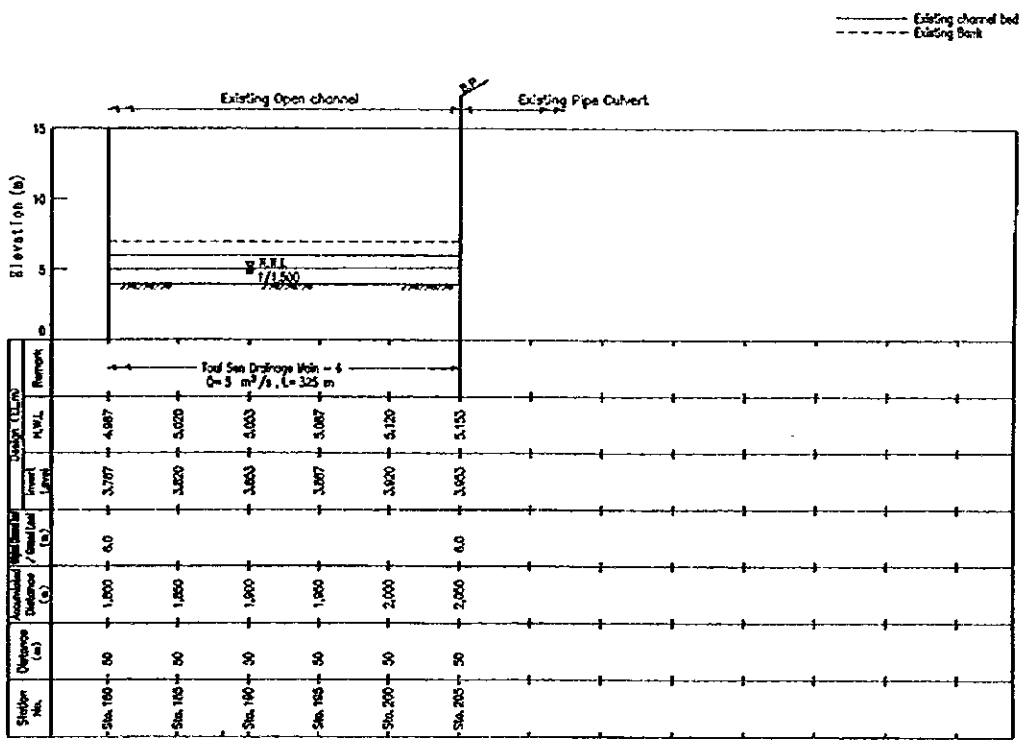 Existing channel bed
Existing Bank
B.P.
Existing Open channel
Existing Pipe Culvert
Elevation (m)
15
10
5
0
H.W.L
1/1,500
Toul Sen Drainage Main - 6
Q= 5 m³/s, L= 325 m
Design (EL.m)
Remark
H.W.L
4.987
5.020
5.053
5.087
5.120
5.153
Invert Level
3.787
3.820
3.853
3.887
3.920
3.953
/ Ground Level (m)
6.0
6.0
Accumulated Distance (m)
1,800
1,850
1,900
1,950
2,000
2,050
Distance (m)
50
50
50
50
50
50
Station No.
Sta. 180
Sta. 185
Sta. 190
Sta. 195
Sta. 200
Sta. 205